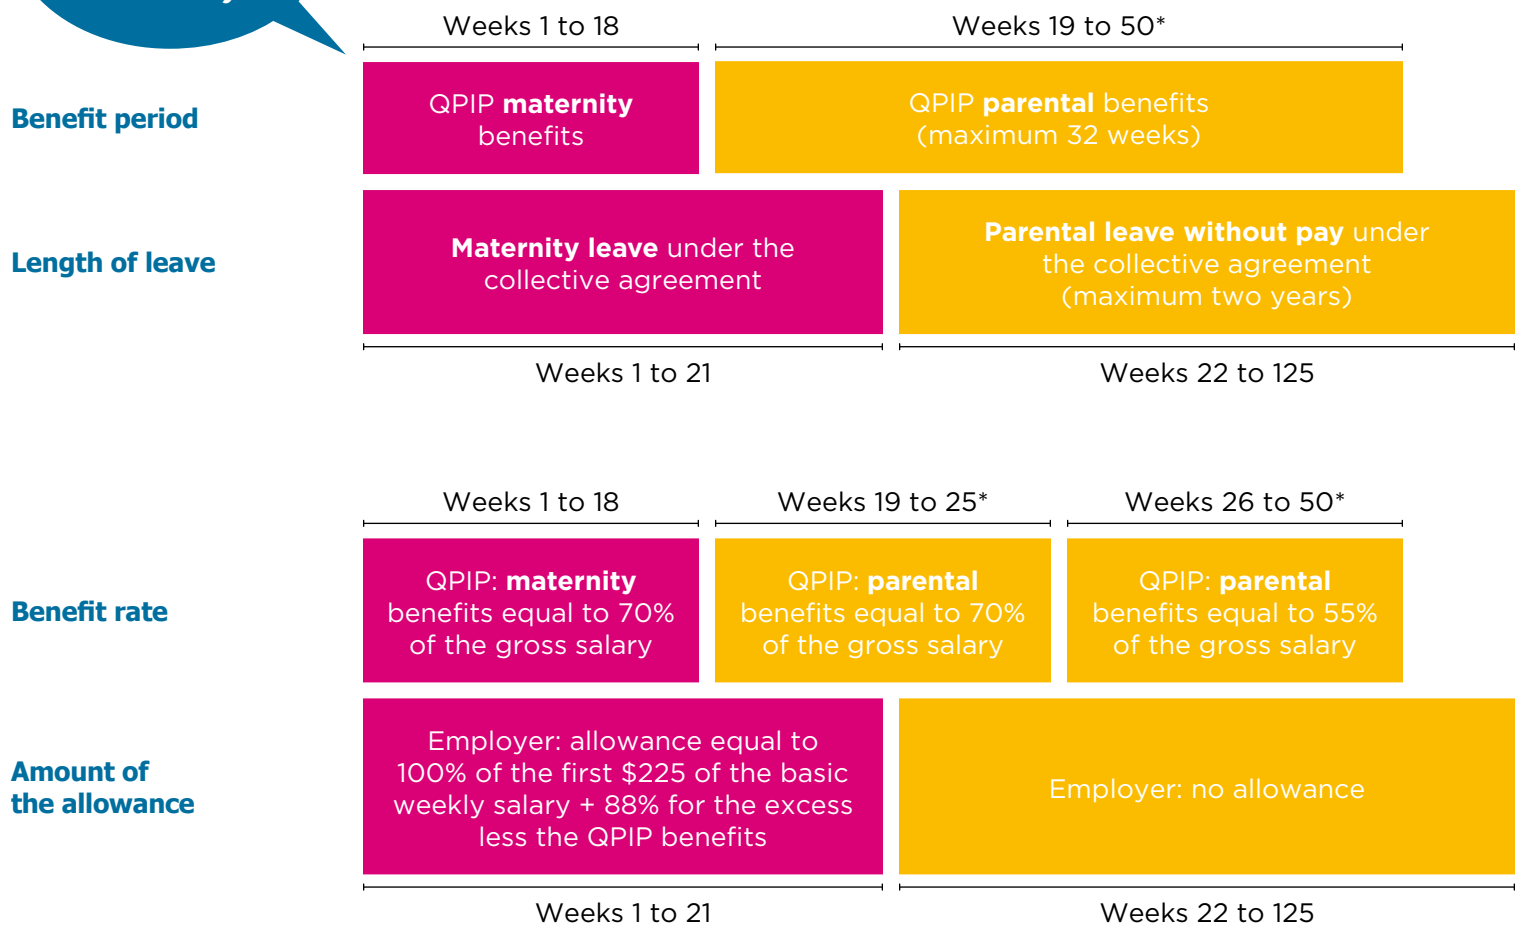 Weeks 1 to 18
Weeks 19 to 50*
Benefit period
QPIP maternity
benefits
QPIP parental benefits
(maximum 32 weeks)
Length of leave
Maternity leave under the
collective agreement
Parental leave without pay under
the collective agreement
(maximum two years)
Weeks 1 to 21
Weeks 22 to 125
Weeks 1 to 18
Weeks 19 to 25*
Weeks 26 to 50*
Benefit rate
QPIP: maternity
benefits equal to 70%
of the gross salary
QPIP: parental
benefits equal to 70%
of the gross salary
QPIP: parental
benefits equal to 55%
of the gross salary
Amount of
the allowance
Employer: allowance equal to
100% of the first $225 of the basic
weekly salary + 88% for the excess
less the QPIP benefits
Employer: no allowance
Weeks 1 to 21
Weeks 22 to 125